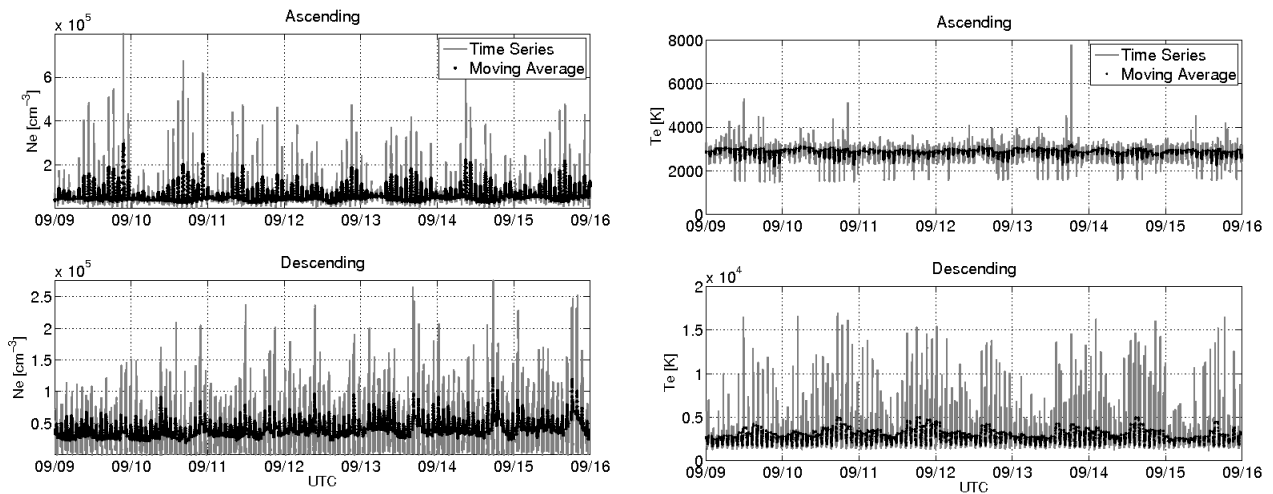 Ascending
x 10^5
Ne [cm^-3]
6
4
2
Time Series
Moving Average
09/09 09/10 09/11 09/12 09/13 09/14 09/15 09/16
Descending
x 10^5
Ne [cm^-3]
2.5
2
1.5
1
0.5
09/09 09/10 09/11 09/12 09/13 09/14 09/15 09/16
UTC
Ascending
Te [K]
8000
6000
4000
2000
0
Time Series
Moving Average
09/09 09/10 09/11 09/12 09/13 09/14 09/15 09/16
Descending
x 10^4
Te [K]
2
1.5
1
0.5
0
09/09 09/10 09/11 09/12 09/13 09/14 09/15 09/16
UTC